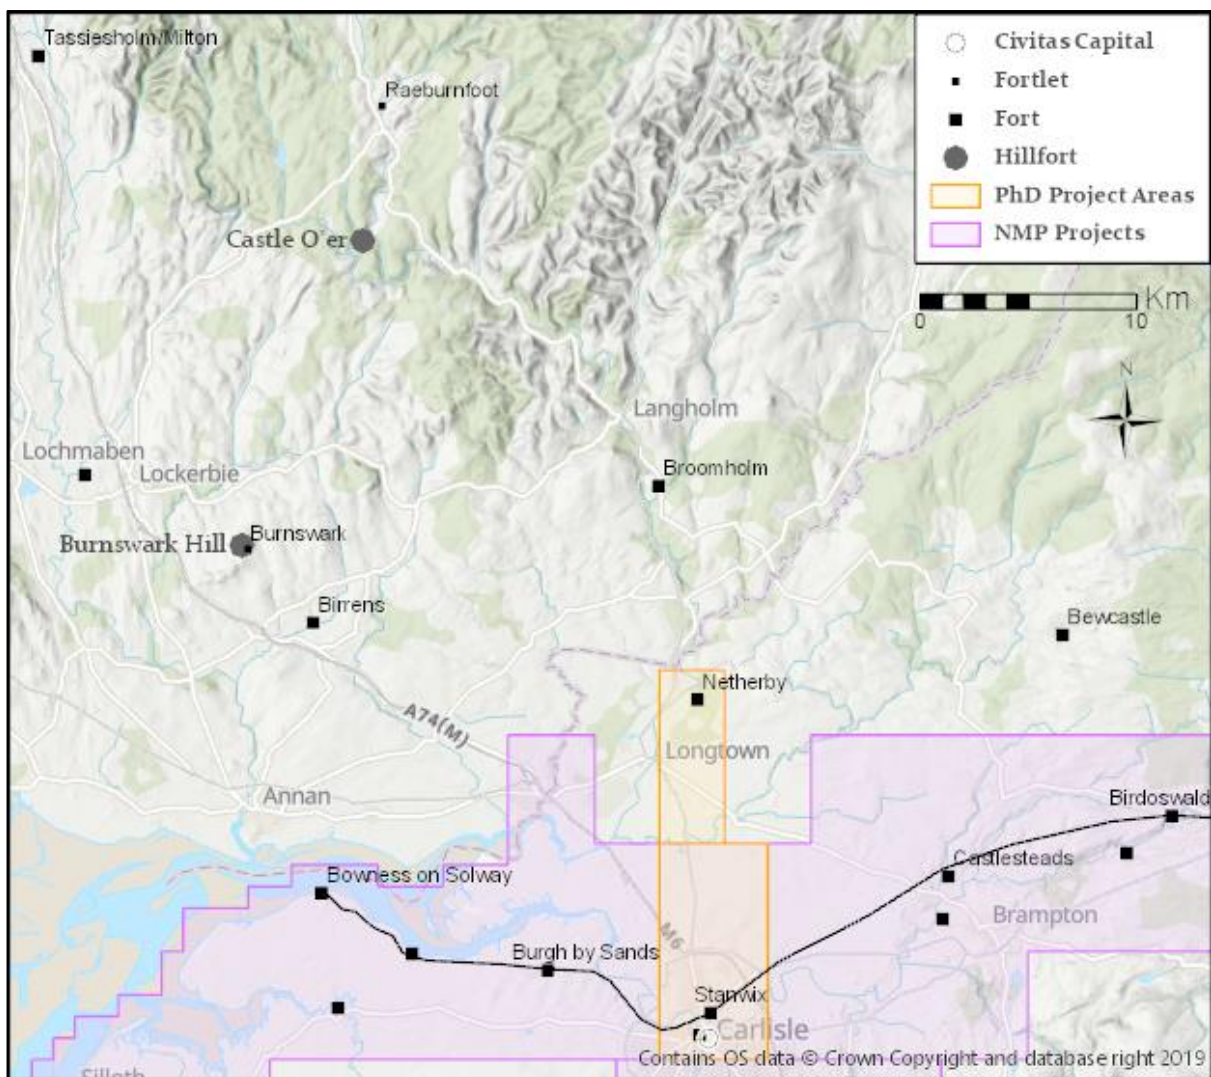 Tassiesholm/Milton
Raeburnfoot
Civitas Capital
Fortlet
Fort
Hillfort
PhD Project Areas
NMP Projects
Castle O'er
Km
0 10
N
Langholm
Lochmaben
Lockerbie
Broomholm
Burnswark Hill
Burnswark
Birrens
Bewcastle
Netherby
A74(M)
Longtown
Annan
Birdoswald
Castlesteads
Bowness on Solway
Brampton
M6
Burgh by Sands
Stanwix
Carlisle
Contains OS data © Crown Copyright and database right 2019
Silloth